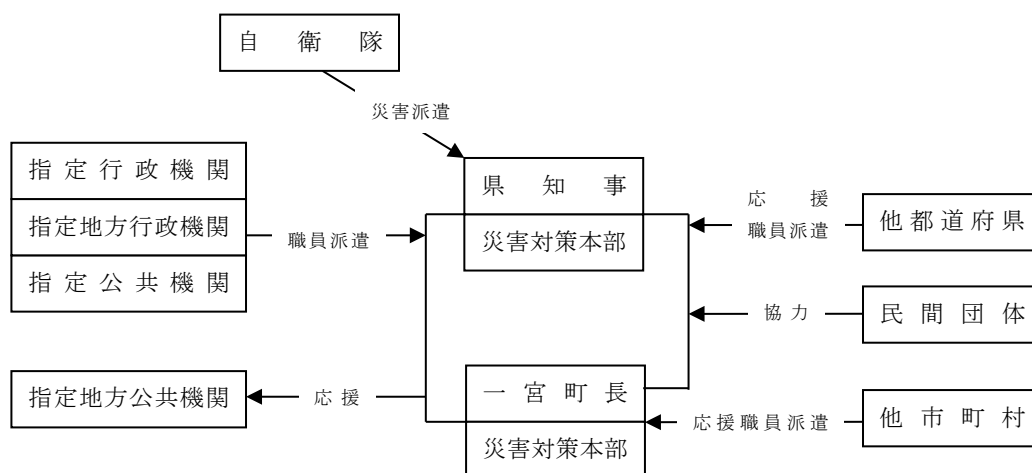 自衛隊
災害派遣
指定行政機関
指定地方行政機関
指定公共機関
職員派遣
県知事
災害対策本部
応援
職員派遣
他都道府県
協力
民間団体
指定地方公共機関
応援
一宮町長
災害対策本部
応援職員派遣
他市町村